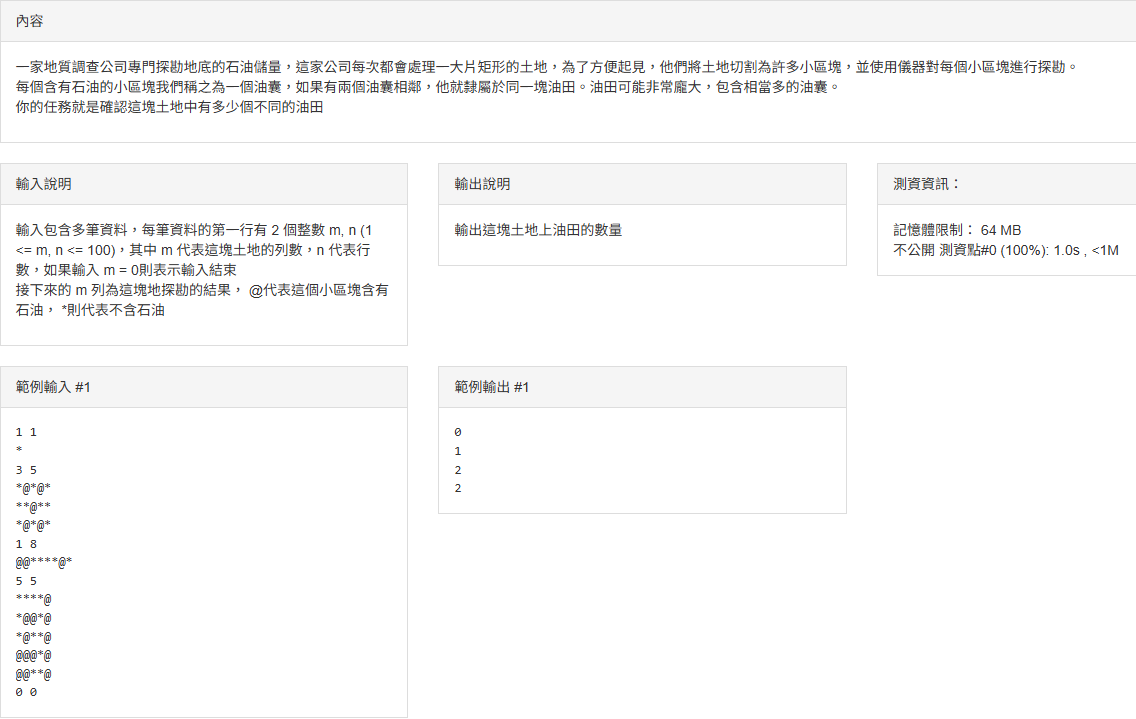 內容
一家地質調查公司專門探勘地底的石油儲量，這家公司每次都會處理一大片矩形的土地，為了方便起見，他們將土地切割為許多小區塊，並使用儀器對每個小區塊進行探勘。
每個含有石油的小區塊我們稱之為一個油囊，如果有兩個油囊相鄰，他就隸屬於同一塊油田。油田可能非常龐大，包含相當多的油囊。
你的任務就是確認這塊土地中有多少個不同的油田
輸入說明
輸入包含多筆資料，每筆資料的第一行有 2 個整數 m, n (1
<= m, n <= 100)，其中 m 代表這塊土地的列數，n 代表行
數，如果輸入 m = 0則表示輸入結束
接下來的 m 列為這塊地探勘的結果， @代表這個小區塊含有
石油， *則代表不含石油
輸出說明
輸出這塊土地上油田的數量
測資資訊：
記憶體限制： 64 MB
不公開 測資點#0 (100%): 1.0s , <1M
範例輸入 #1
1 1
*
3 5
*@*@*
**@**
*@*@*
1 8
@@****@*
5 5
****@
*@@*@
*@**@
@@@*@
@@**@
0 0
範例輸出 #1
0
1
2
2